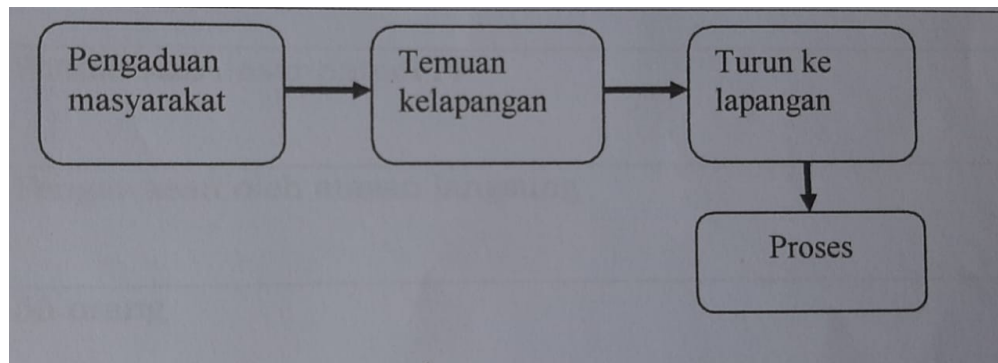 Pengaduan
masyarakat
Temuan
kelapangan
Turun ke
lapangan
Proses